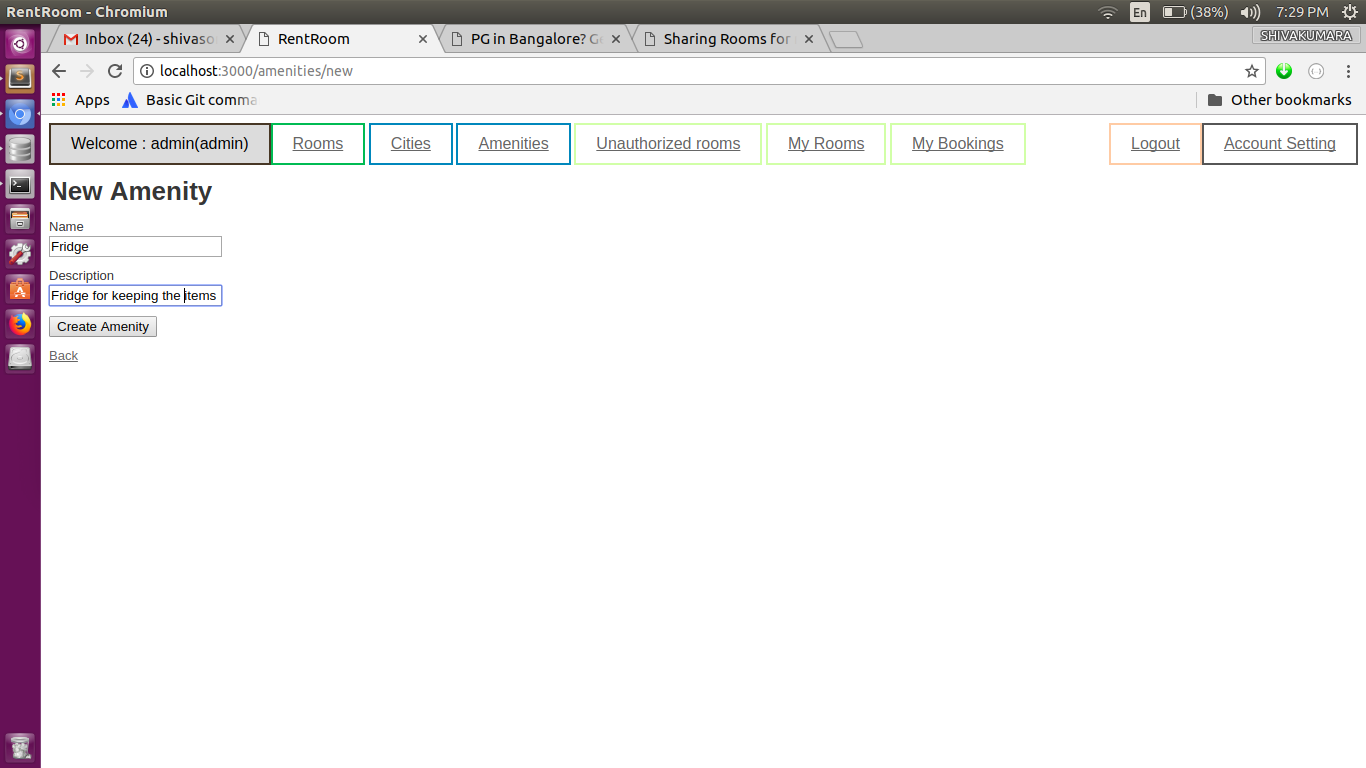 RentRoom - Chromium
En
(38%)
7:29 PM
Inbox (24) - shivaso
RentRoom
PG in Bangalore? Ge
Sharing Rooms for
SHIVAKUMARA
localhost:3000/amenities/new
Apps
Basic Git comma
Other bookmarks
Welcome : admin(admin)
Rooms
Cities
Amenities
Unauthorized rooms
My Rooms
My Bookings
Logout
Account Setting
New Amenity
Name
Fridge
Description
Fridge for keeping the items
Create Amenity
Back